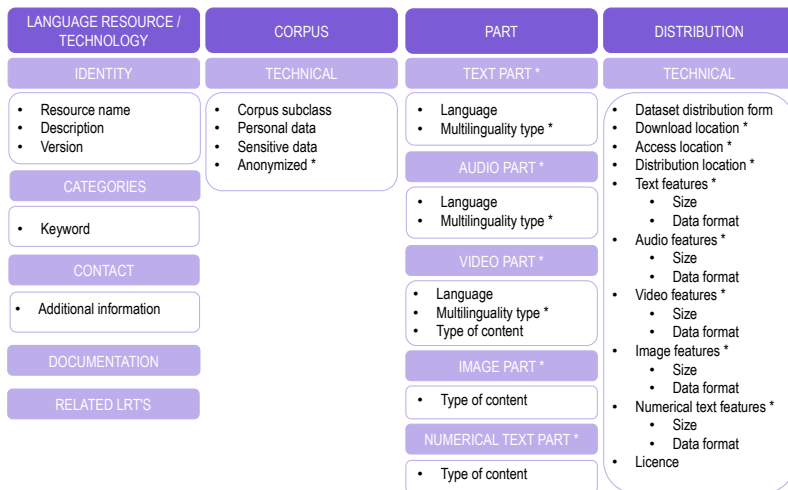 LANGUAGE RESOURCE /
TECHNOLOGY
IDENTITY
• Resource name
• Description
• Version
CATEGORIES
• Keyword
CONTACT
• Additional information
DOCUMENTATION
RELATED LRT'S
CORPUS
TECHNICAL
• Corpus subclass
• Personal data
• Sensitive data
• Anonymized *
PART
TEXT PART *
• Language
• Multilinguality type *
AUDIO PART *
• Language
• Multilinguality type *
VIDEO PART *
• Language
• Multilinguality type *
• Type of content
IMAGE PART *
• Type of content
NUMERICAL TEXT PART *
• Type of content
DISTRIBUTION
TECHNICAL
• Dataset distribution form
• Download location *
• Access location *
• Distribution location *
• Text features *
• Size
• Data format
• Audio features *
• Size
• Data format
• Video features *
• Size
• Data format
• Image features *
• Size
• Data format
• Numerical text features *
• Size
• Data format
• Licence